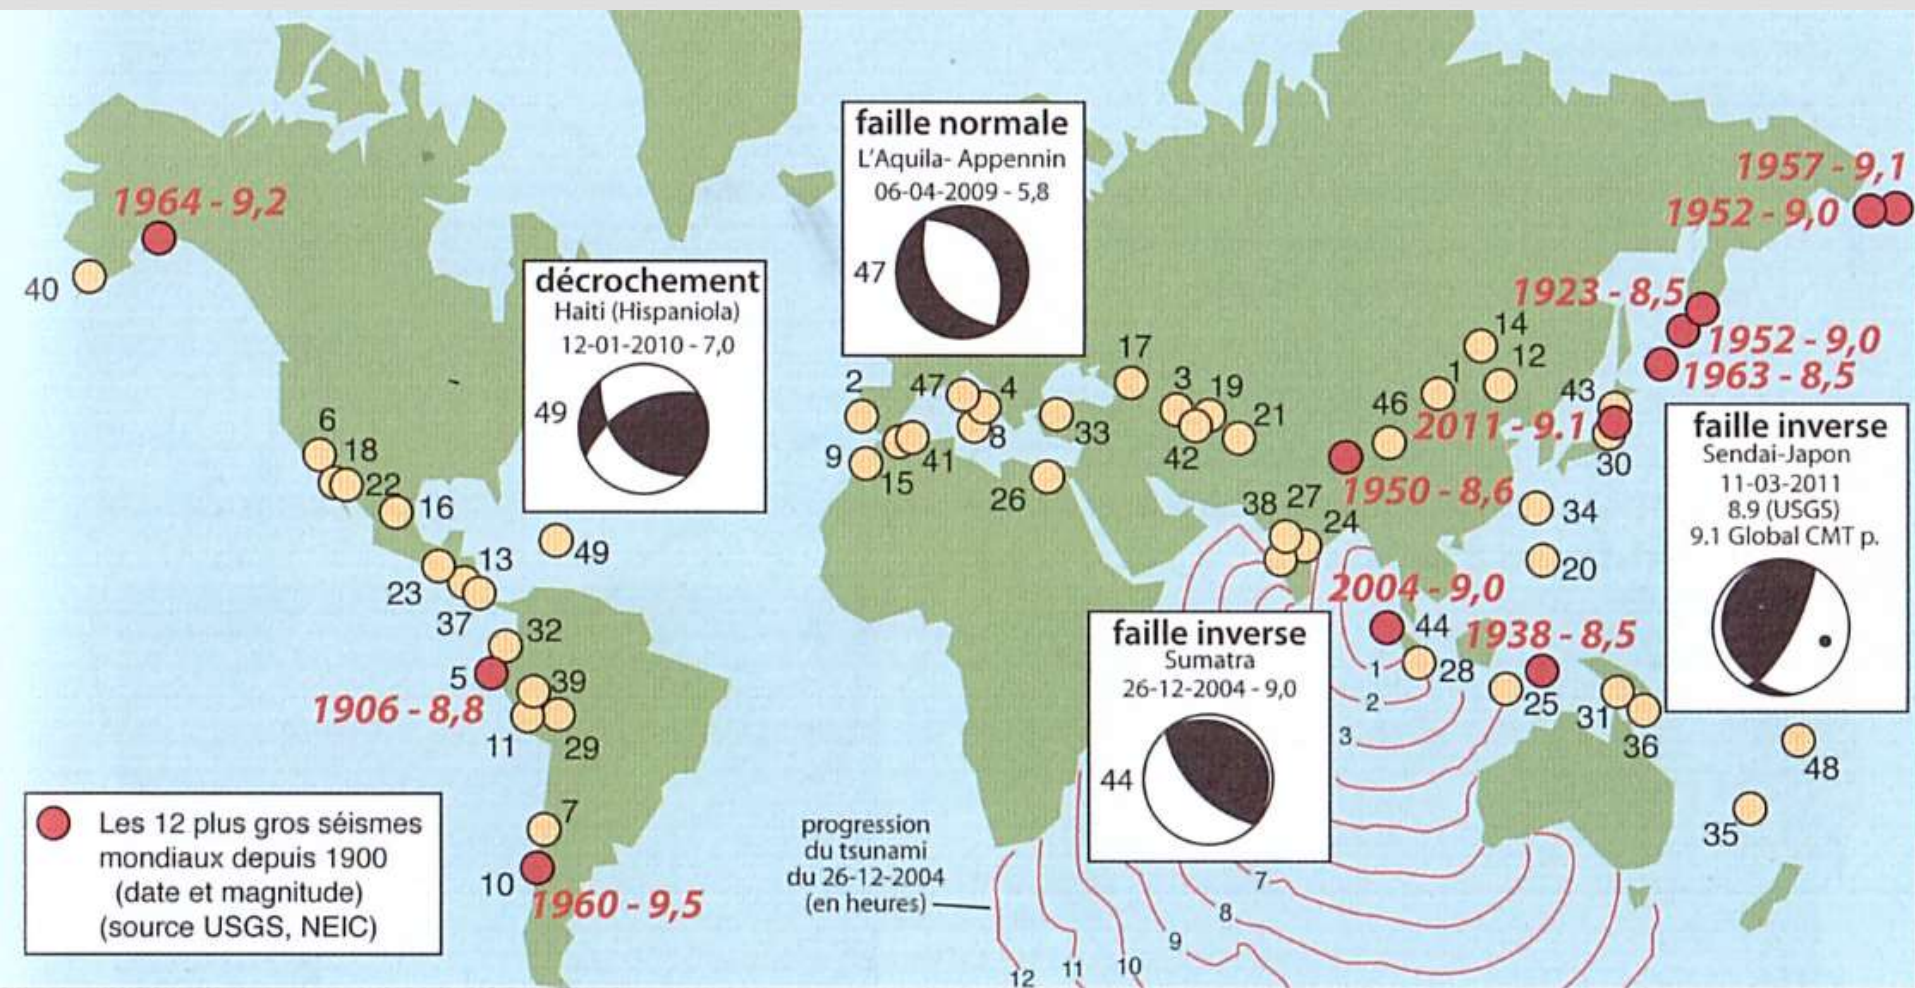 1964 - 9,2
40
décrochement
Haiti (Hispaniola)
12-01-2010 - 7,0
49
faille normale
L'Aquila- Appennin
06-04-2009 - 5,8
47
1957 - 9,1
1952 - 9,0
1923 - 8,5
1952 - 9,0
1963 - 8,5
14
12
1
46
43
2011 - 9.1
30
17
3
19
21
42
2
47
4
8
33
9
15
41
26
6
18
22
16
49
13
23
37
32
5
39
1906 - 8,8
11
29
7
10
1960 - 9,5
1950 - 8,6
38
27
24
34
20
faille inverse
Sendai-Japon
11-03-2011
8.9 (USGS)
9.1 Global CMT p.
2004 - 9,0
44
1938 - 8,5
28
25
31
36
48
35
faille inverse
Sumatra
26-12-2004 - 9,0
44
1
2
3
7
8
9
10
11
12
progression
du tsunami
du 26-12-2004
(en heures)
Les 12 plus gros séismes
mondiaux depuis 1900
(date et magnitude)
(source USGS, NEIC)